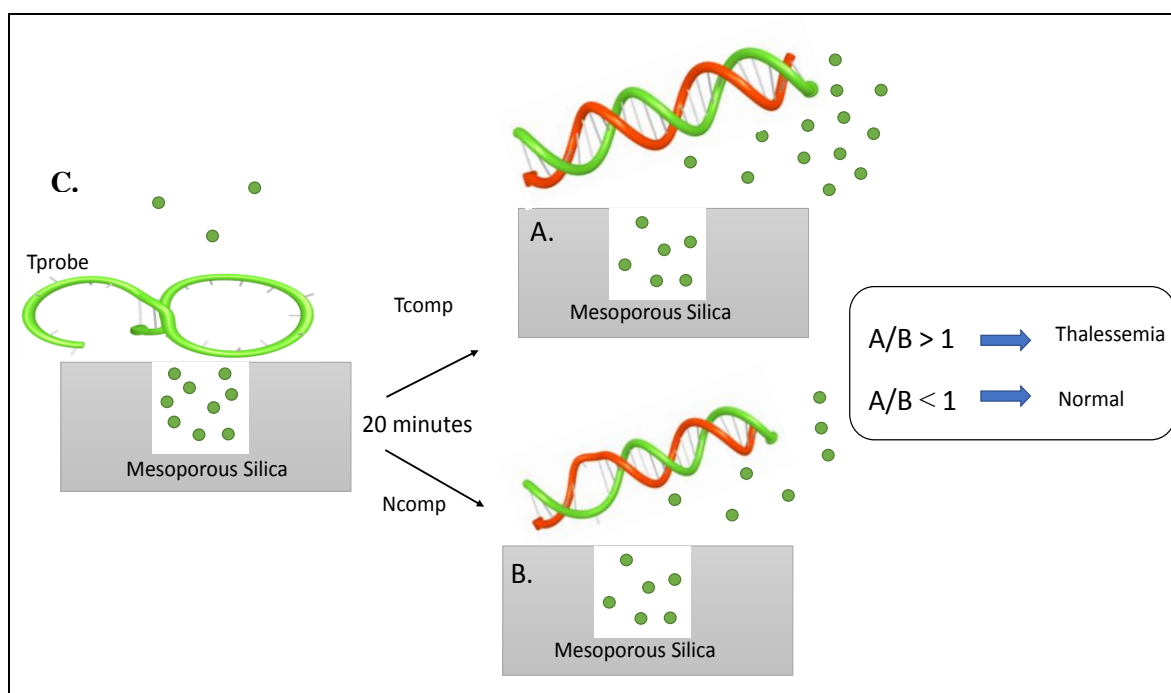 C.
Tprobe
Mesoporous Silica
20 minutes
Tcomp
Ncomp
A.
Mesoporous Silica
B.
Mesoporous Silica
A/B > 1 Thalessemia
A/B < 1 Normal